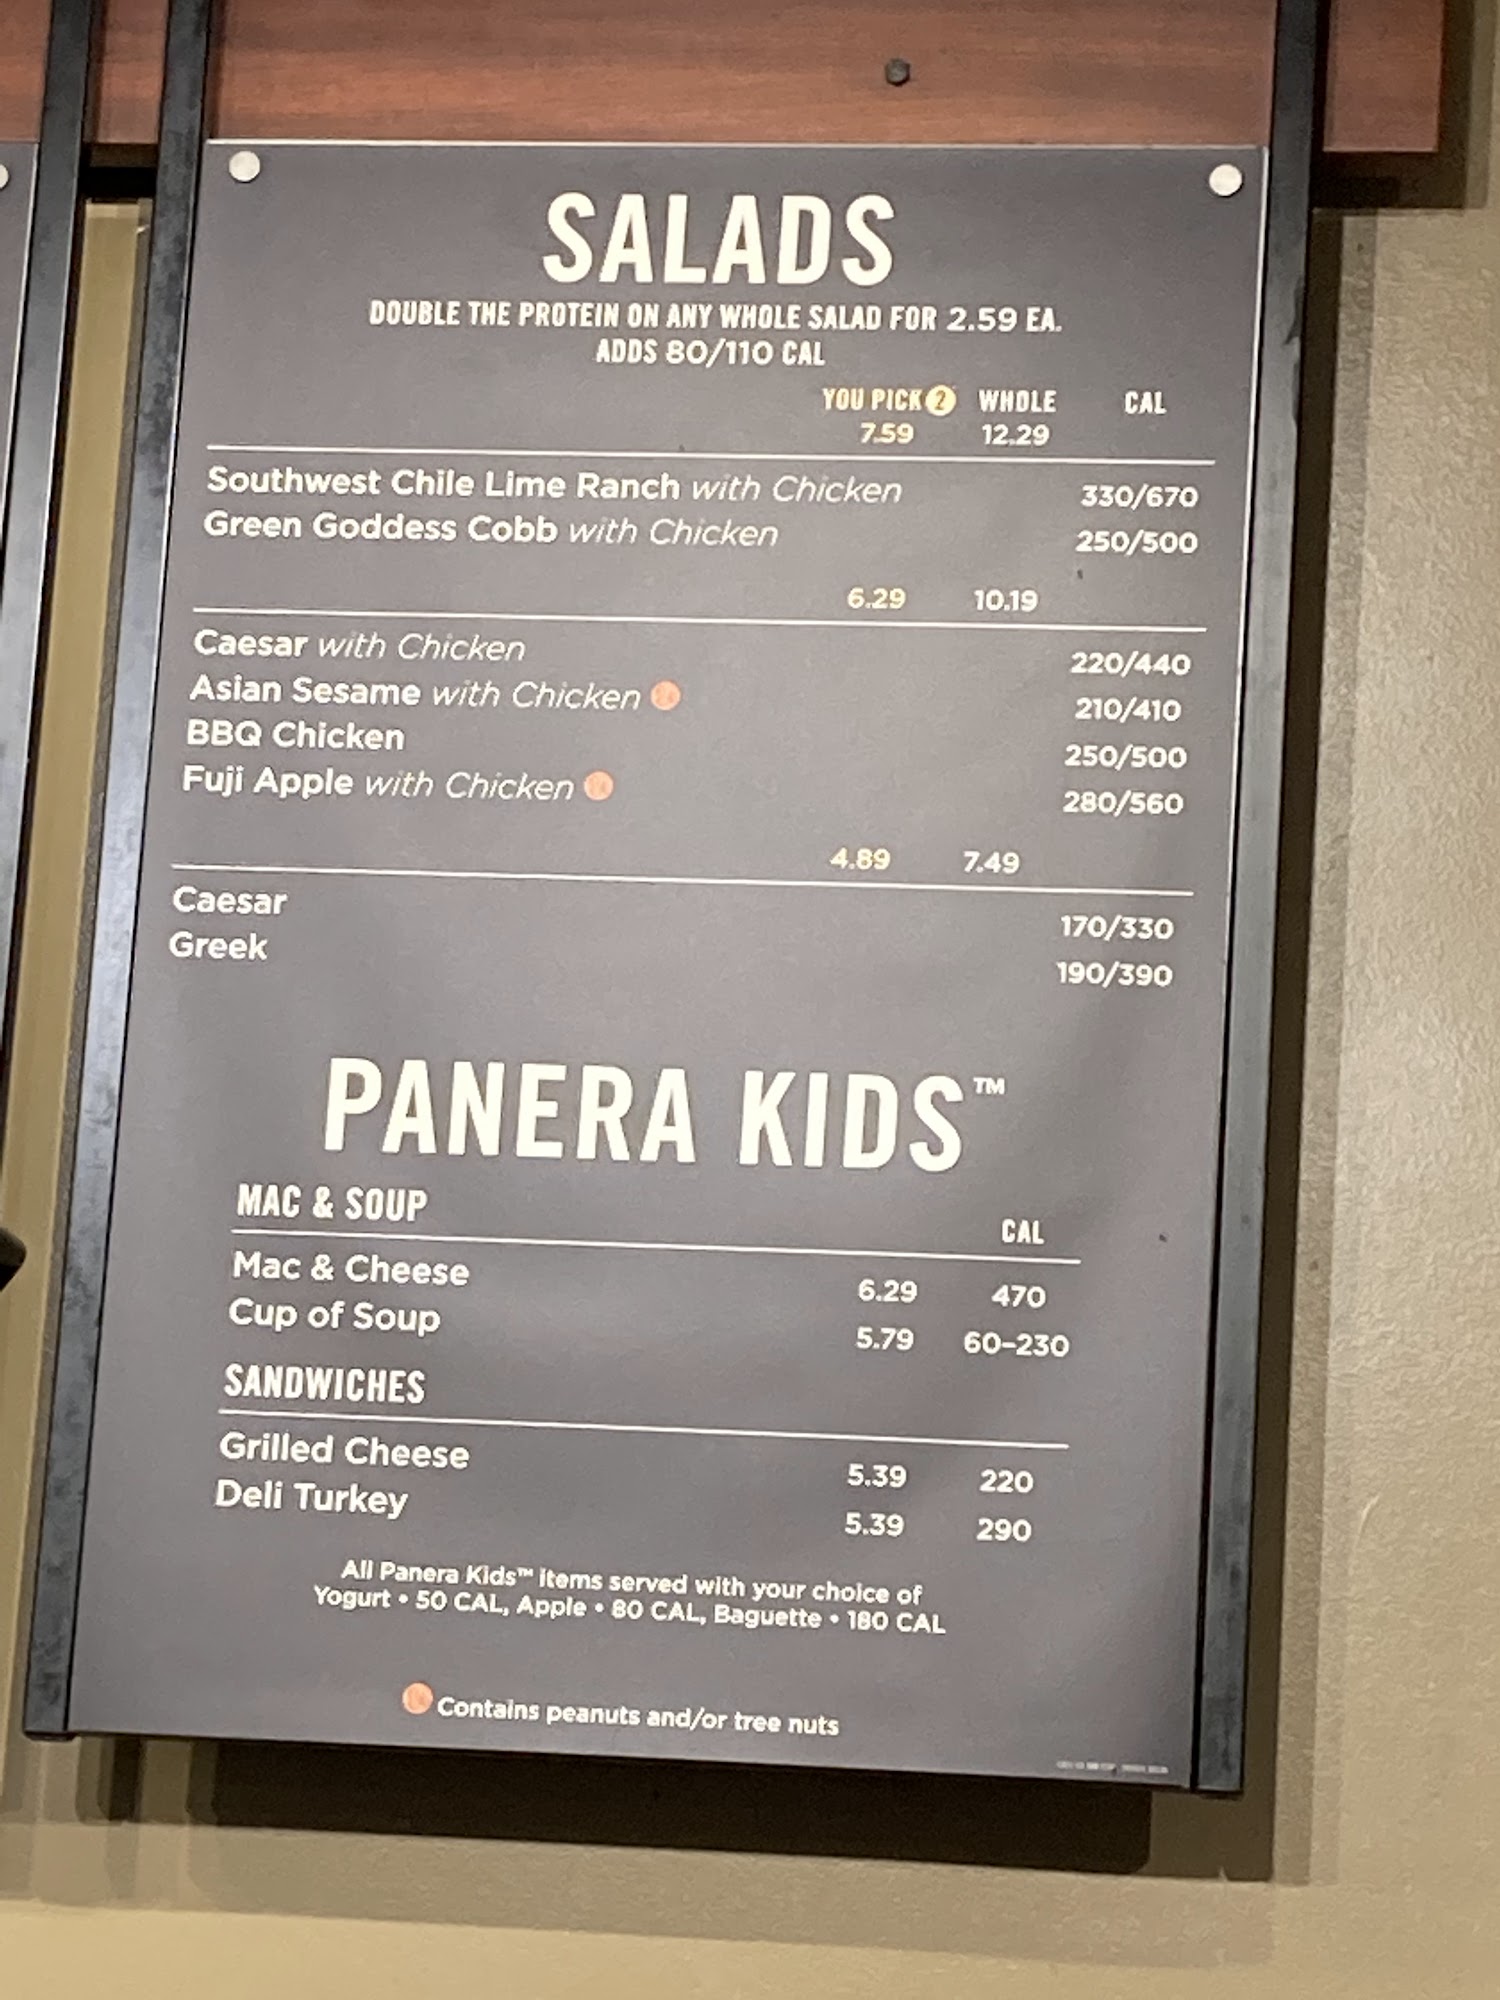 SALADS
DOUBLE THE PROTEIN ON ANY WHOLE SALAD FOR 2.59 EA.
ADDS 80/110 CAL
YOU PICK 2 WHOLE CAL
7.59 12.29
Southwest Chile Lime Ranch with Chicken 330/670
Green Goddess Cobb with Chicken 250/500
6.29 10.19
Caesar with Chicken 220/440
Asian Sesame with Chicken 210/410
BBQ Chicken 250/500
Fuji Apple with Chicken 280/560
4.89 7.49
Caesar 170/330
Greek 190/390
PANERA KIDS™
MAC & SOUP CAL
Mac & Cheese 6.29 470
Cup of Soup 5.79 60–230
SANDWICHES
Grilled Cheese 5.39 220
Deli Turkey 5.39 290
All Panera Kids™ items served with your choice of
Yogurt • 50 CAL, Apple • 80 CAL, Baguette • 180 CAL
Contains peanuts and/or tree nuts